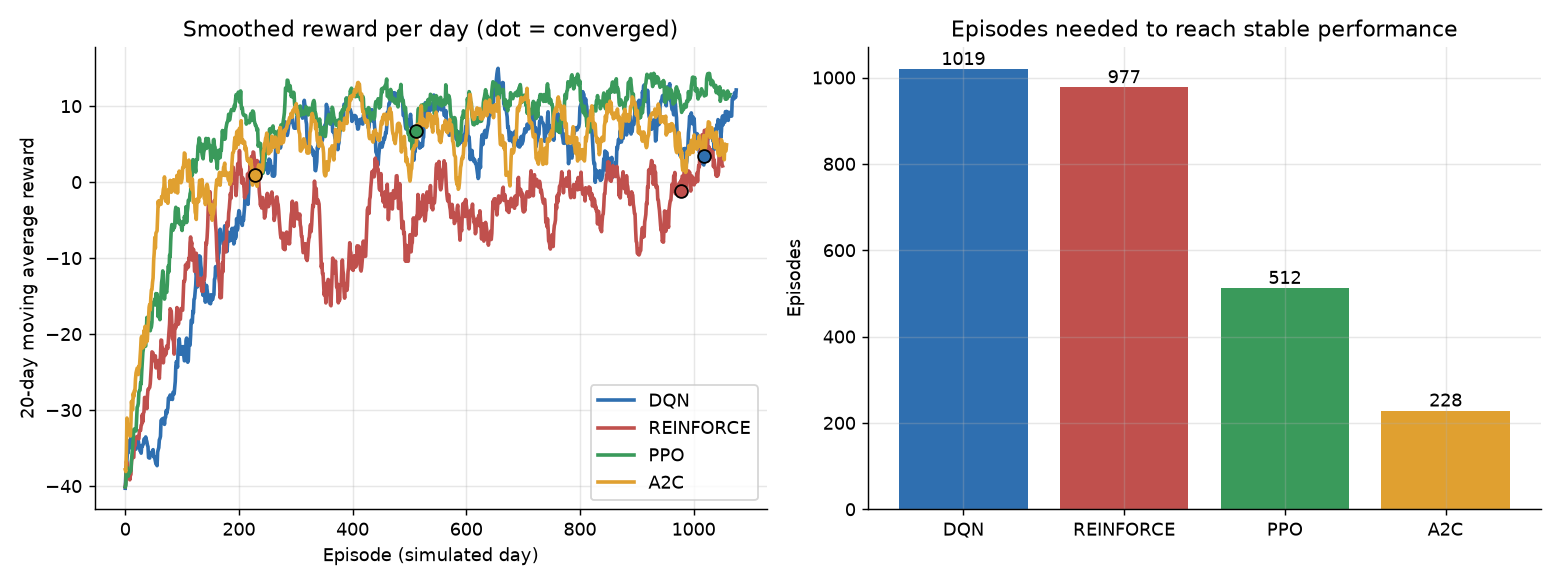 Smoothed reward per day (dot = converged)
20-day moving average reward
10
0
−10
−20
−30
−40
0
200
400
600
800
1000
Episode (simulated day)
DQN
REINFORCE
PPO
A2C
Episodes needed to reach stable performance
Episodes
1000
800
600
400
200
0
1019
977
512
228
DQN
REINFORCE
PPO
A2C